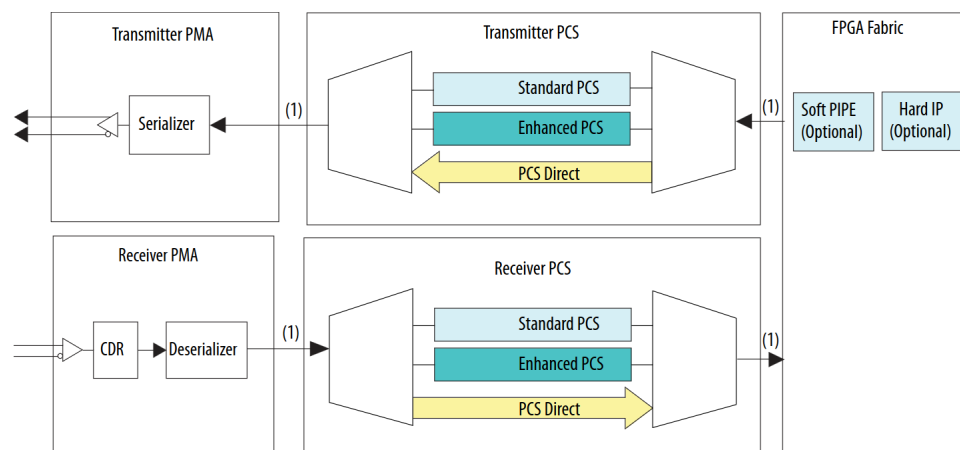 Transmitter PMA
Serializer
(1)
Transmitter PCS
Standard PCS
Enhanced PCS
PCS Direct
(1)
FPGA Fabric
Soft PIPE
(Optional)
Hard IP
(Optional)
Receiver PMA
CDR
Deserializer
(1)
Receiver PCS
Standard PCS
Enhanced PCS
PCS Direct
(1)